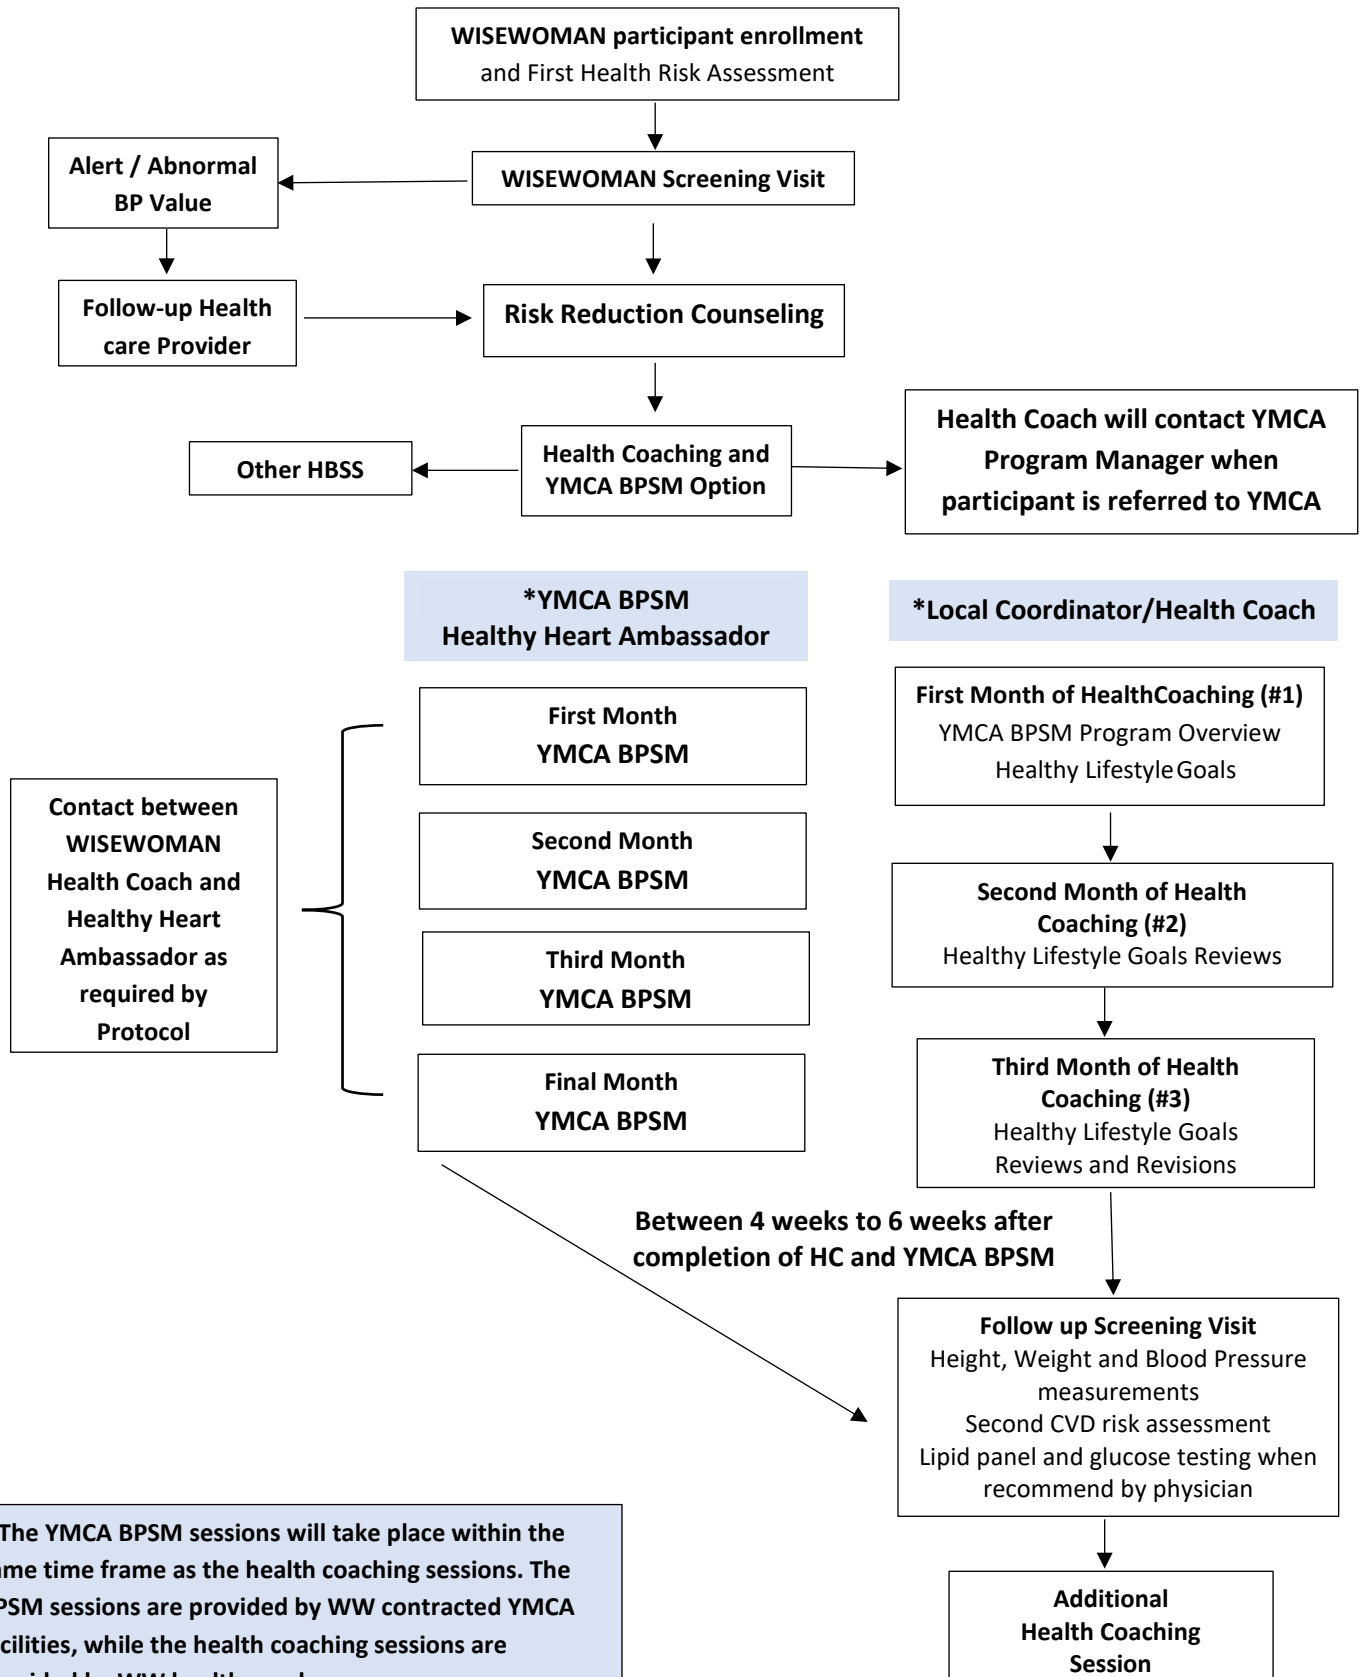 WISEWOMAN participant enrollment
and First Health Risk Assessment
Alert / Abnormal
BP Value
WISEWOMAN Screening Visit
Follow-up Health
care Provider
Risk Reduction Counseling
Other HBSS
Health Coaching and
YMCA BPSM Option
Health Coach will contact YMCA
Program Manager when
participant is referred to YMCA
*YMCA BPSM
Healthy Heart Ambassador
*Local Coordinator/Health Coach
Contact between
WISEWOMAN
Health Coach and
Healthy Heart
Ambassador as
required by
Protocol
First Month
YMCA BPSM
Second Month
YMCA BPSM
Third Month
YMCA BPSM
Final Month
YMCA BPSM
First Month of HealthCoaching (#1)
YMCA BPSM Program Overview
Healthy Lifestyle Goals
Second Month of Health
Coaching (#2)
Healthy Lifestyle Goals Reviews
Third Month of Health
Coaching (#3)
Healthy Lifestyle Goals
Reviews and Revisions
Between 4 weeks to 6 weeks after
completion of HC and YMCA BPSM
Follow up Screening Visit
Height, Weight and Blood Pressure
measurements
Second CVD risk assessment
Lipid panel and glucose testing when
recommend by physician
Additional
Health Coaching
Session
The YMCA BPSM sessions will take place within the
time frame as the health coaching sessions. The
sessions are provided by WW contracted YMCA
while the health coaching sessions are